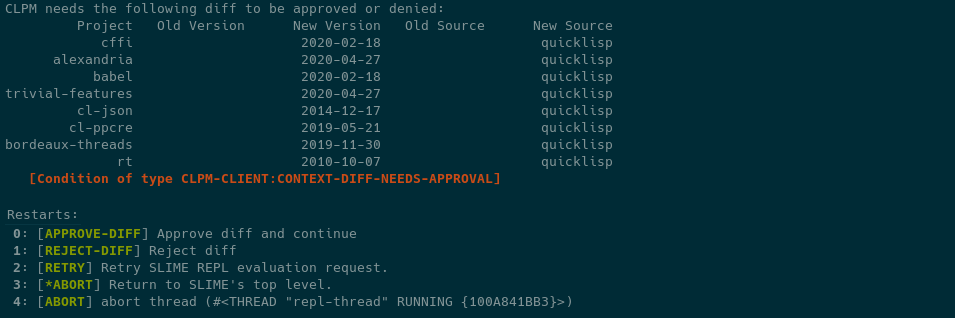 CLPM needs the following diff to be approved or denied:
Project Old Version New Version Old Source New Source
cffi 2020-02-18 quicklisp
alexandria 2020-04-27 quicklisp
babel 2020-02-18 quicklisp
trivial-features 2020-04-27 quicklisp
cl-json 2014-12-17 quicklisp
cl-ppcre 2019-05-21 quicklisp
bordeaux-threads 2019-11-30 quicklisp
rt 2010-10-07 quicklisp
[Condition of type CLPM-CLIENT:CONTEXT-DIFF-NEEDS-APPROVAL]
Restarts:
0: [APPROVE-DIFF] Approve diff and continue
1: [REJECT-DIFF] Reject diff
2: [RETRY] Retry SLIME REPL evaluation request.
3: [*ABORT] Return to SLIME's top level.
4: [ABORT] abort thread (#<THREAD "repl-thread" RUNNING {100A841BB3}>)